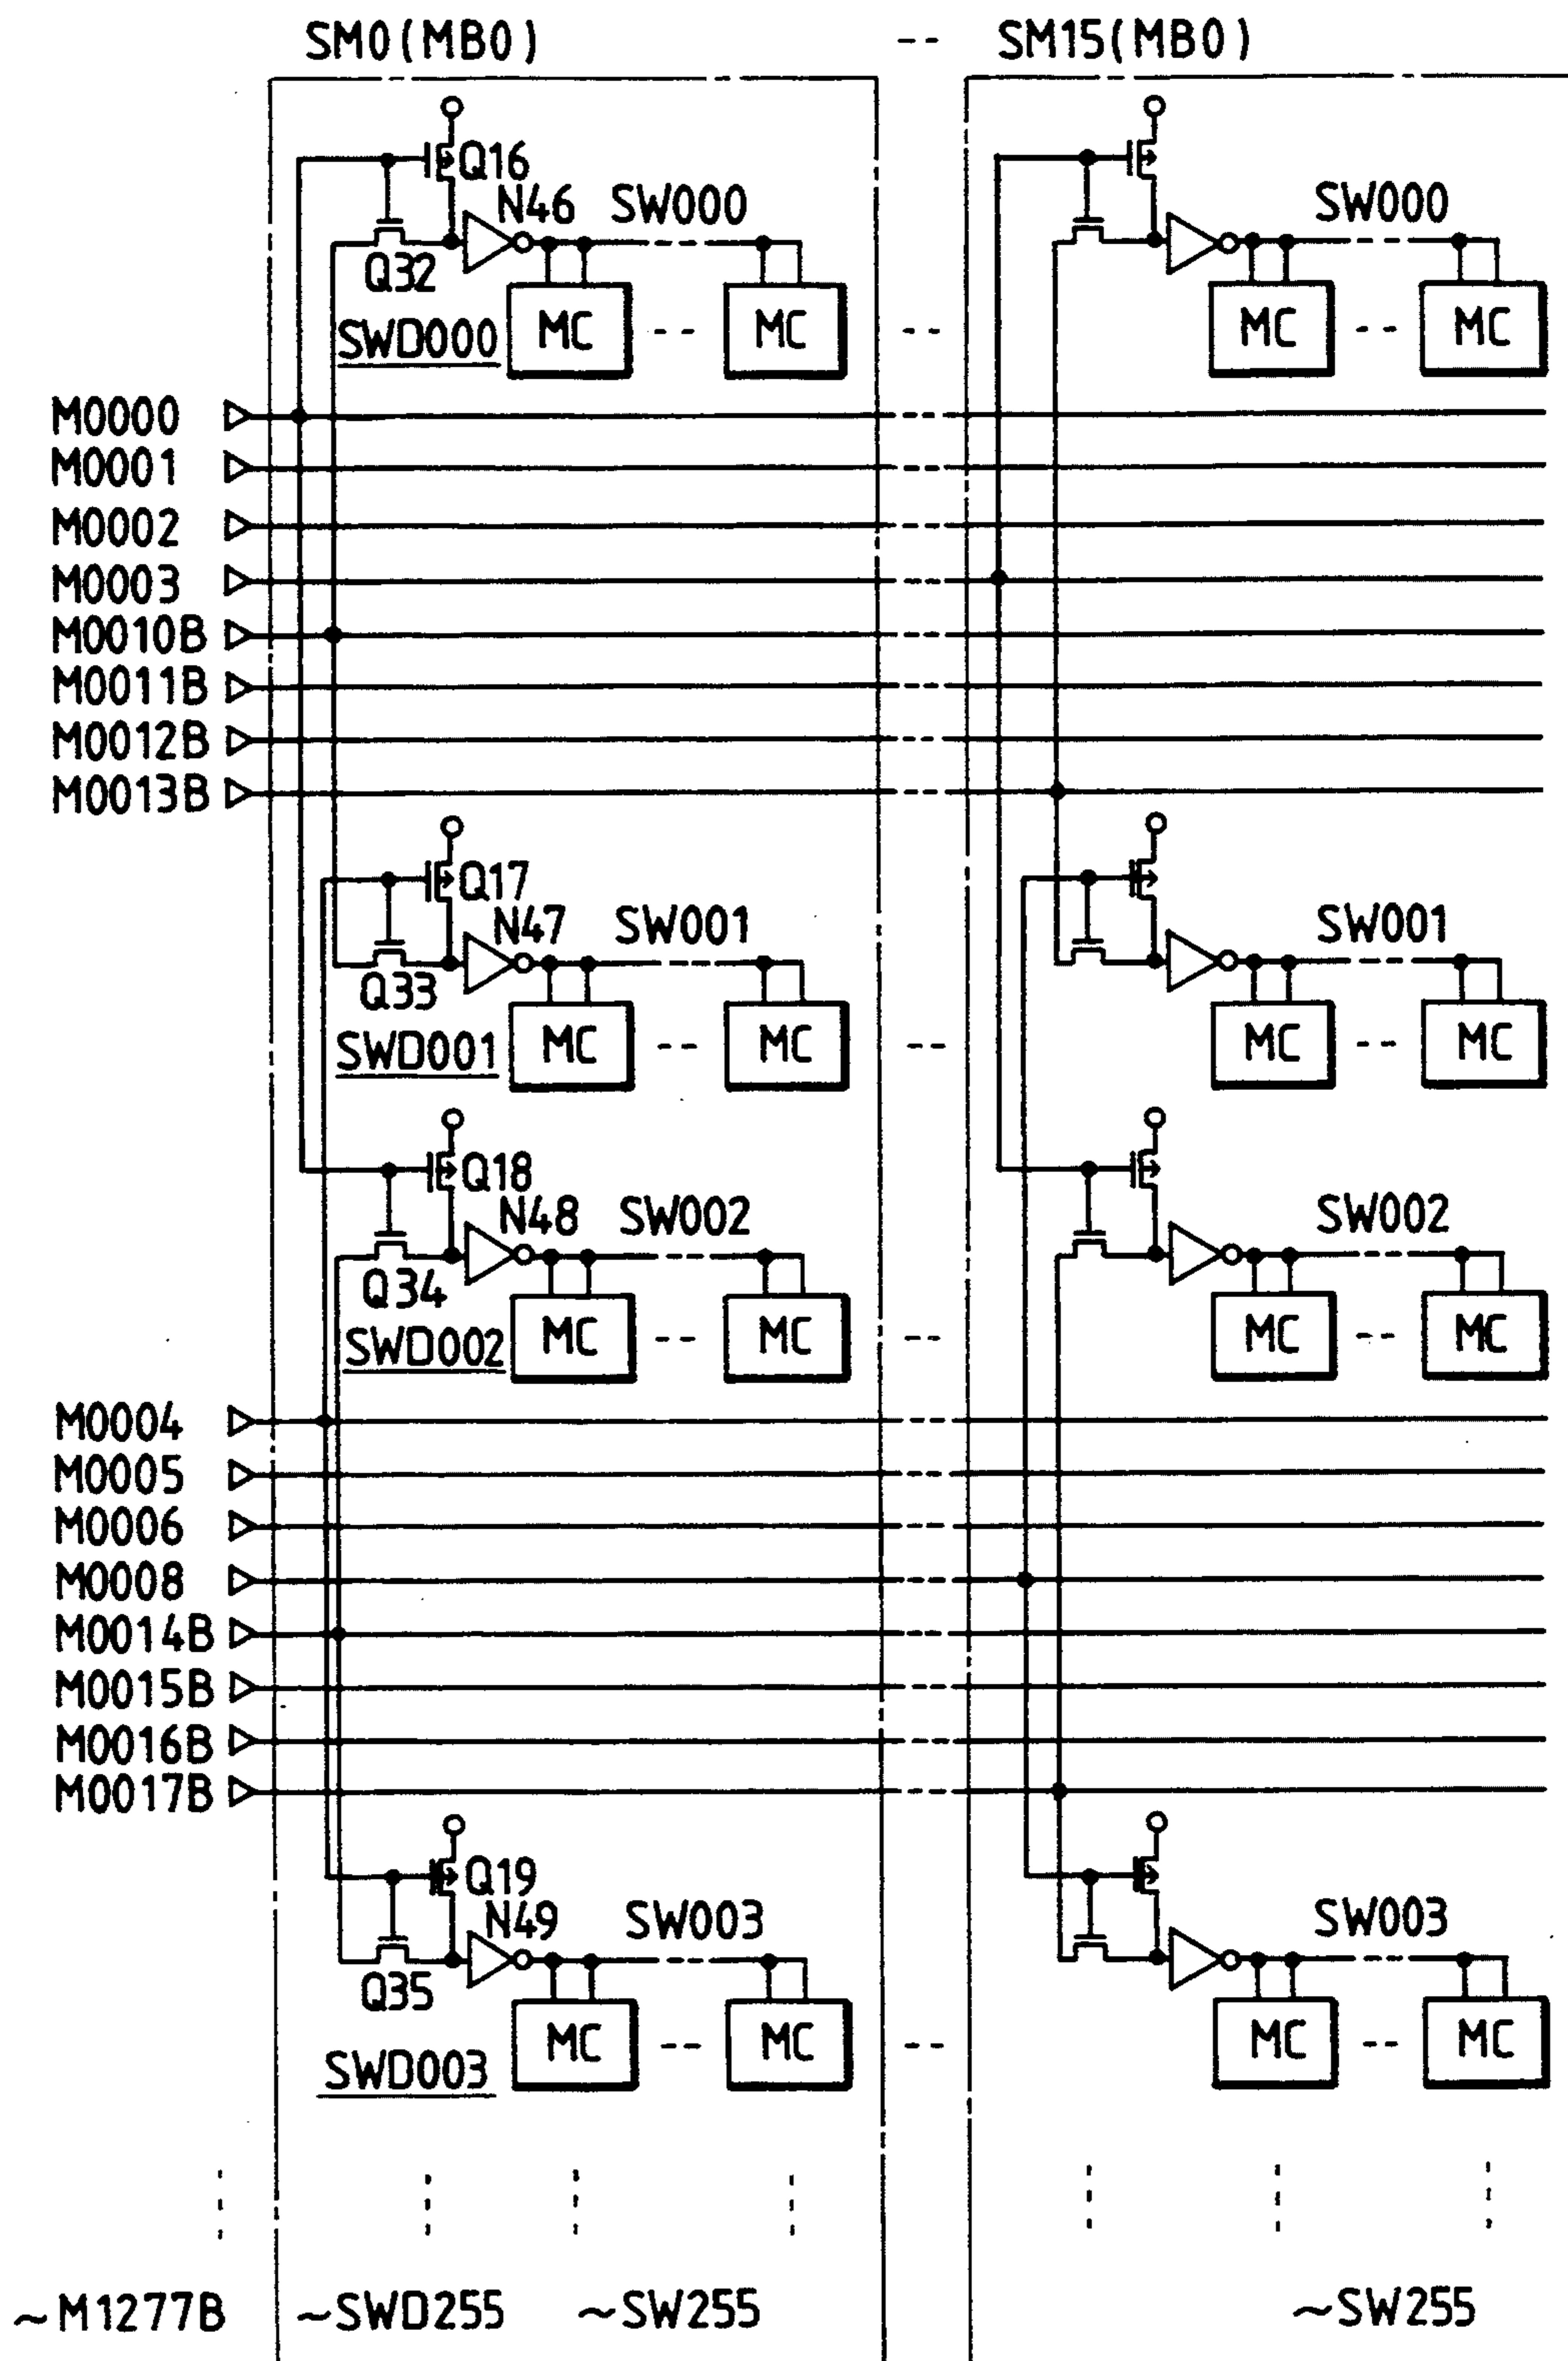 SM0(MB0) -- SM15(MB0)
Q16
N46 SW000 SW000
Q32
SWD000 MC -- MC -- MC -- MC
M0000
M0001
M0002
M0003
M0010B
M0011B
M0012B
M0013B
Q17
N47 SW001 SW001
Q33
SWD001 MC -- MC -- MC -- MC
Q18
N48 SW002 SW002
Q34
SWD002 MC -- MC -- MC -- MC
M0004
M0005
M0006
M0008
M0014B
M0015B
M0016B
M0017B
Q19
N49 SW003 SW003
Q35
SWD003 MC -- MC -- MC -- MC
~M1277B ~SWD255 ~SW255 ~SW255